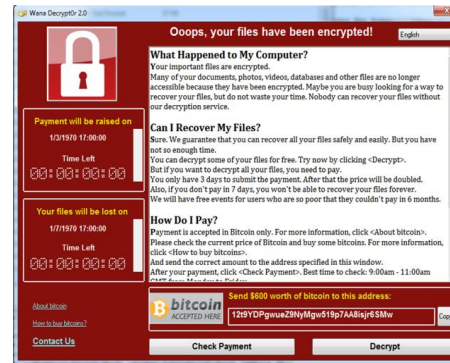 Wana Decrypt0r 2.0
Ooops, your files have been encrypted!
English
What Happened to My Computer?
Your important files are encrypted.
Many of your documents, photos, videos, databases and other files are no longer
accessible because they have been encrypted. Maybe you are busy looking for a way to
recover your files, but do not waste your time. Nobody can recover your files without
our decryption service.
Can I Recover My Files?
Sure. We guarantee that you can recover all your files safely and easily. But you have
not so enough time.
You can decrypt some of your files for free. Try now by clicking <Decrypt>.
But if you want to decrypt all your files, you need to pay.
You only have 3 days to submit the payment. After that the price will be doubled.
Also, if you don't pay in 7 days, you won't be able to recover your files forever.
We will have free events for users who are so poor that they couldn't pay in 6 months.
How Do I Pay?
Payment is accepted in Bitcoin only. For more information, click <About bitcoin>.
Please check the current price of Bitcoin and buy some bitcoins. For more information,
click <How to buy bitcoins>.
And send the correct amount to the address specified in this window.
After your payment, click <Check Payment>. Best time to check: 9:00am - 11:00am
GMT from Monday to Friday.
Payment will be raised on
1/3/1970 17:00:00
Time Left
00:00:00:00
Your files will be lost on
1/7/1970 17:00:00
Time Left
00:00:00:00
About bitcoin
How to buy bitcoins?
Contact Us
bitcoin
ACCEPTED HERE
Send $600 worth of bitcoin to this address:
12t9YDPgwueZ9NyMgw519p7AA8isjr6SMw
Copy
Check Payment
Decrypt